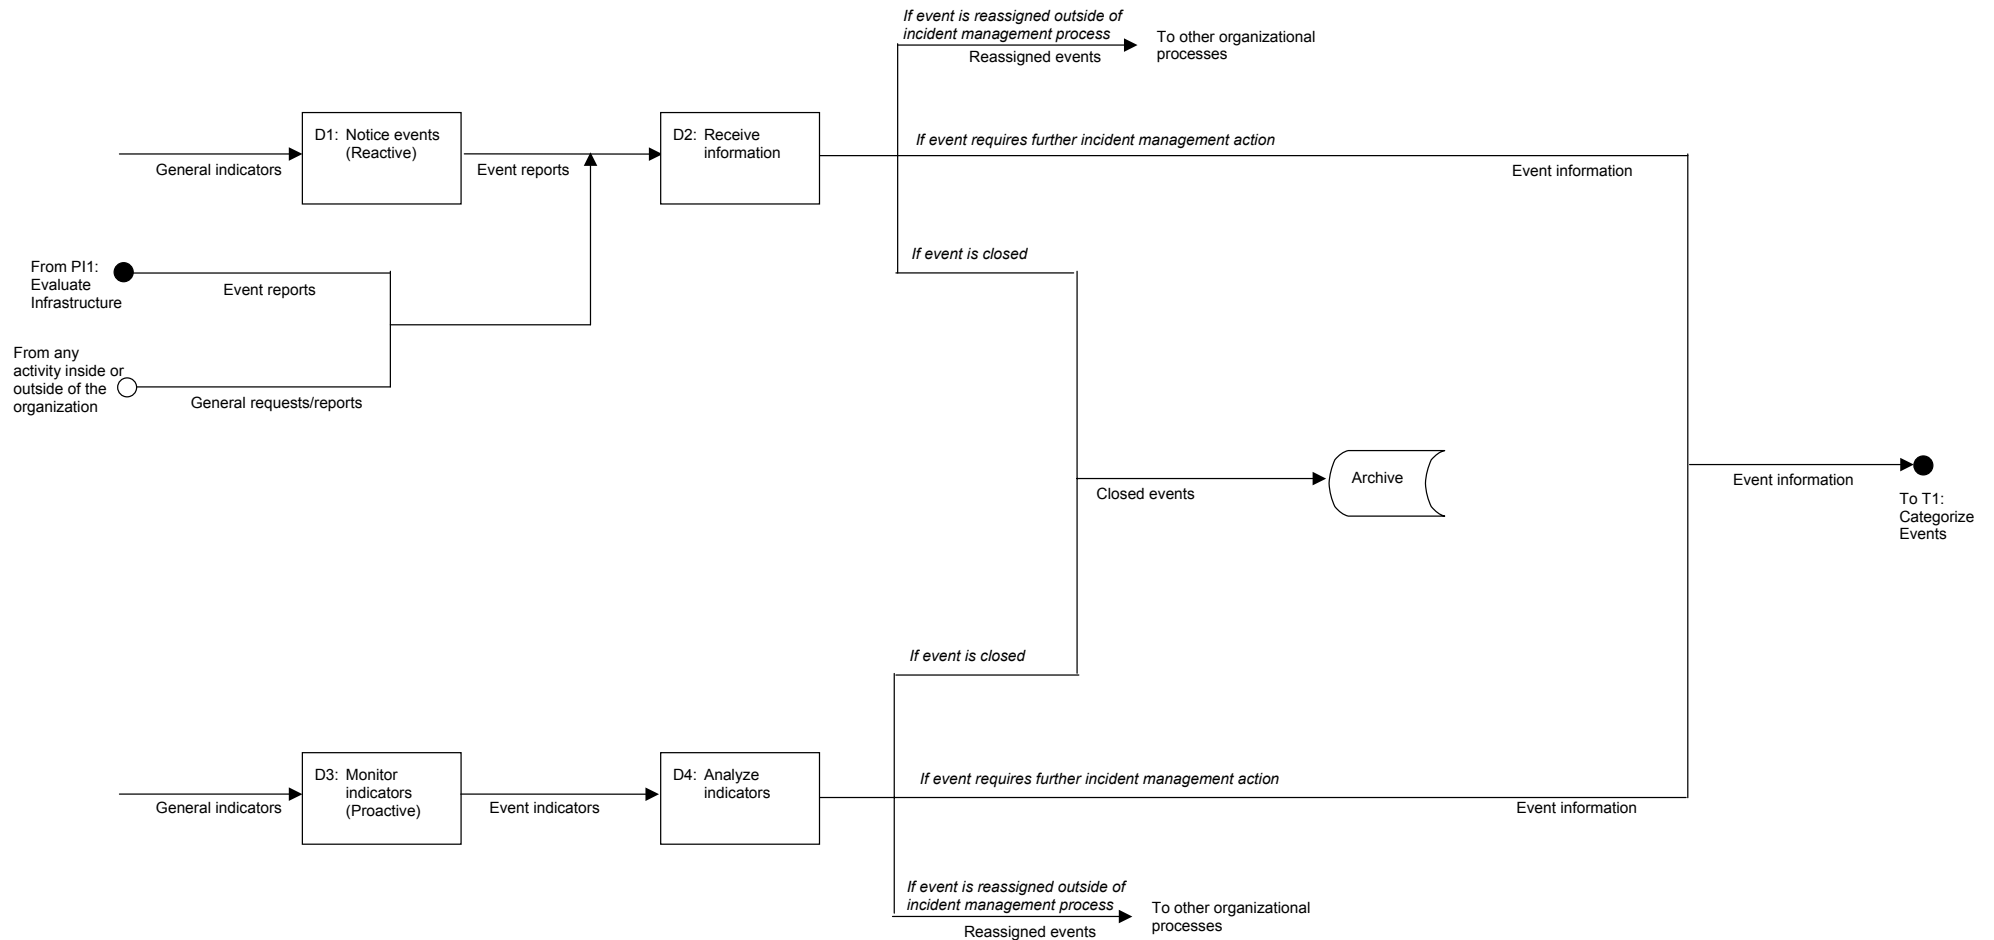 If event is reassigned outside of
incident management process
Reassigned events
To other organizational
processes
D1: Notice events
(Reactive)
D2: Receive
information
If event requires further incident management action
General indicators
Event reports
Event information
If event is closed
From PI1:
Evaluate
Infrastructure
Event reports
From any
activity inside or
outside of the
organization
General requests/reports
Closed events
Archive
Event information
To T1:
Categorize
Events
If event is closed
D3: Monitor
indicators
(Proactive)
D4: Analyze
indicators
If event requires further incident management action
General indicators
Event indicators
Event information
If event is reassigned outside of
incident management process
Reassigned events
To other organizational
processes